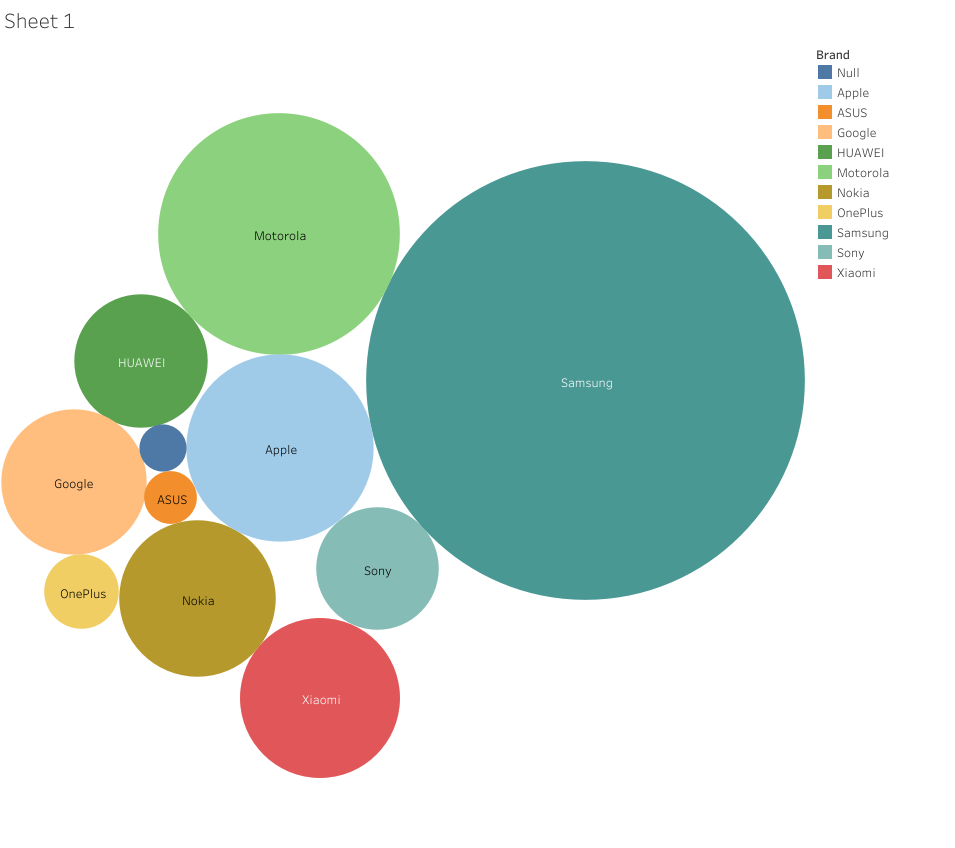 Sheet 1
Brand
Null
Apple
ASUS
Google
HUAWEI
Motorola
Nokia
OnePlus
Samsung
Sony
Xiaomi
Motorola
HUAWEI
Samsung
Apple
Google
ASUS
Sony
OnePlus
Nokia
Xiaomi